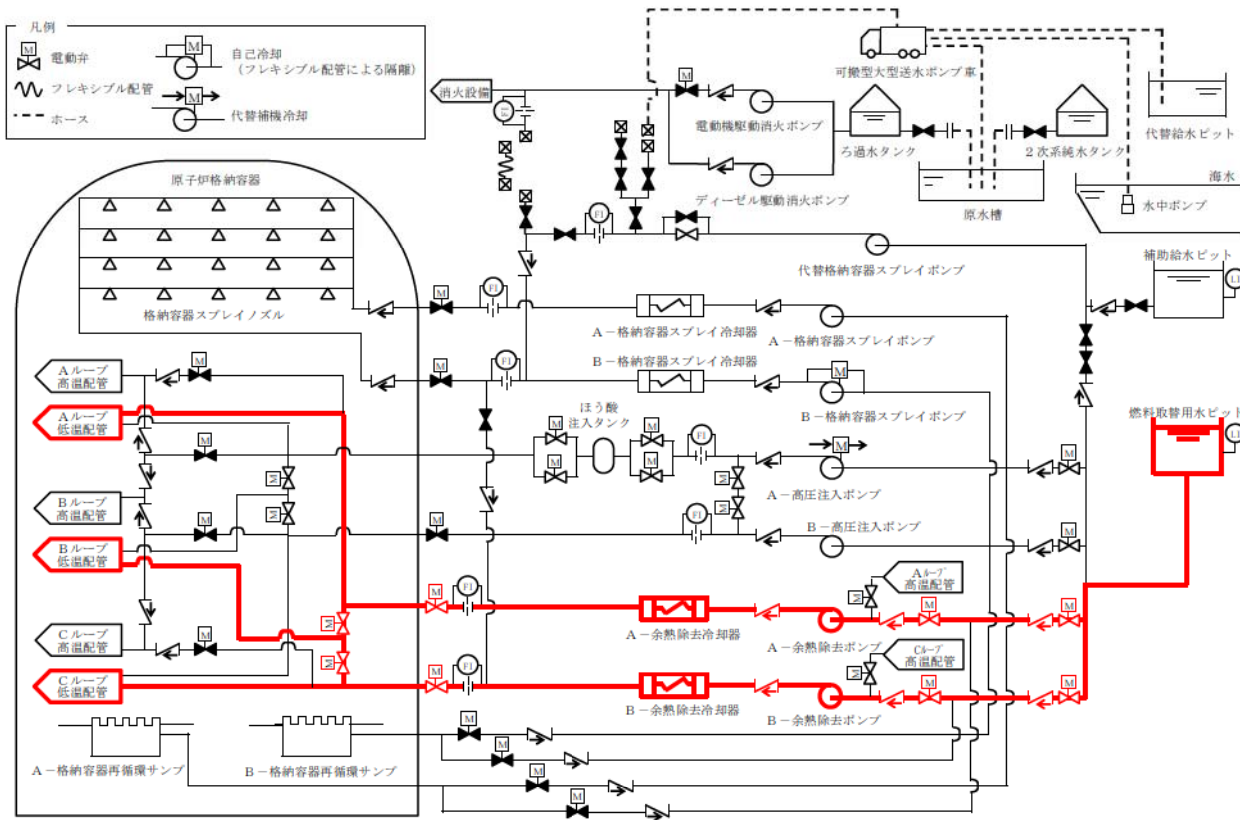 凡例
M
電動弁
フレキシブル配管
ホース
M
自己冷却
(フレキシブル配管による隔離)
M
代替補機冷却
消火設備
FI
M
電動機駆動消火ポンプ
ディーゼル駆動消火ポンプ
可搬型大型送水ポンプ車
ろ過水タンク
2次系純水タンク
原水槽
代替給水ピット
海水
水中ポンプ
FI
代替格納容器スプレイポンプ
補助給水ピット
LI
原子炉格納容器
格納容器スプレイノズル
M
FI
A-格納容器スプレイ冷却器
A-格納容器スプレイポンプ
M
FI
B-格納容器スプレイ冷却器
M
B-格納容器スプレイポンプ
Aループ
高温配管
M
Aループ
低温配管
M
M
M
Bループ
高温配管
M
Bループ
低温配管
M
M
M
ほう酸
注入タンク
M
M
FI
M
A-高圧注入ポンプ
M
M
M
FI
B-高圧注入ポンプ
M
燃料取替用水ピット
LI
M
FI
A-余熱除去冷却器
A-余熱除去ポンプ
Aループ
高温配管
M
M
M
M
M
Cループ
高温配管
M
Cループ
低温配管
M
FI
B-余熱除去冷却器
B-余熱除去ポンプ
Cループ
高温配管
M
M
M
A-格納容器再循環サンプ
B-格納容器再循環サンプ
M
M
M
M